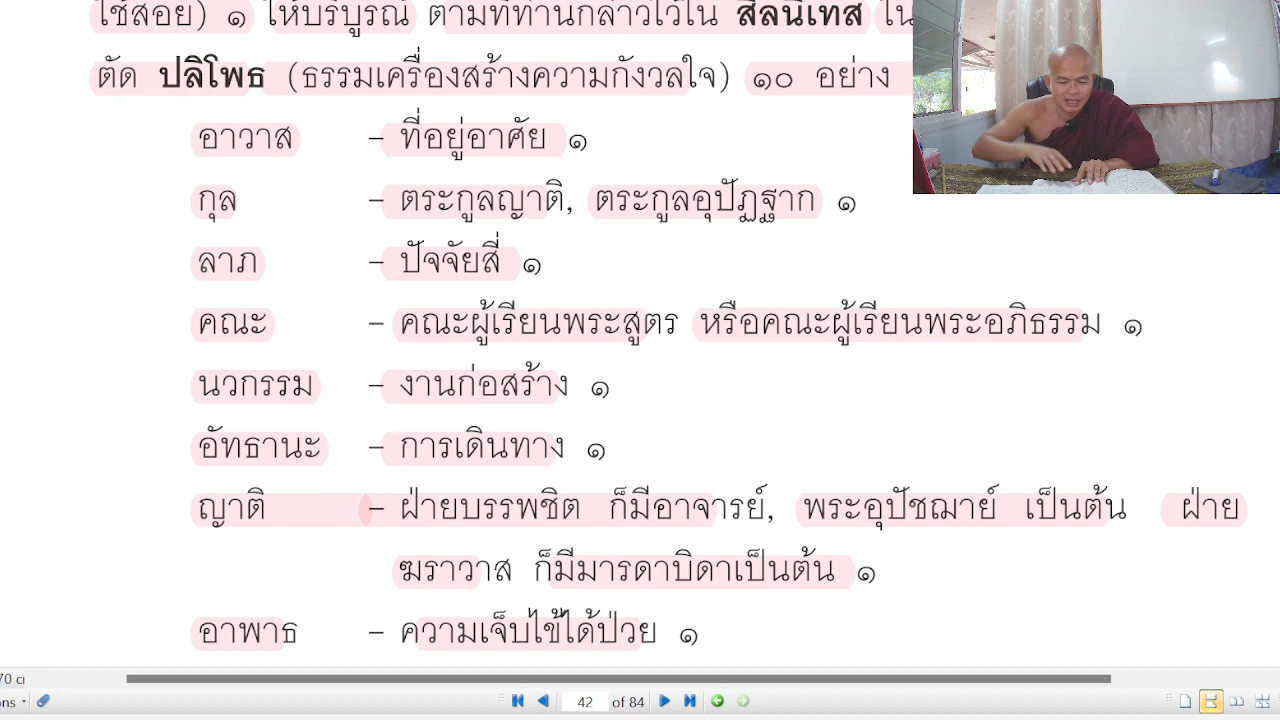 ใช้สอย) ๑ ให้บริบูรณ์ ตามที่ท่านกล่าวไว้ใน สีลนิเทส ใน
ตัด ปลิโพธ (ธรรมเครื่องสร้างความกังวลใจ) ๑๐ อย่าง
อาวาส – ที่อยู่อาศัย ๑
กุล – ตระกูลญาติ, ตระกูลอุปัฏฐาก ๑
ลาภ – ปัจจัยสี่ ๑
คณะ – คณะผู้เรียนพระสูตร หรือคณะผู้เรียนพระอภิธรรม ๑
นวกรรม – งานก่อสร้าง ๑
อัทธานะ – การเดินทาง ๑
ญาติ – ฝ่ายบรรพชิต ก็มีอาจารย์, พระอุปัชฌาย์ เป็นต้น ฝ่าย
ฆราวาส ก็มีมารดาบิดาเป็นต้น ๑
อาพาธ – ความเจ็บไข้ได้ป่วย ๑
42 of 84